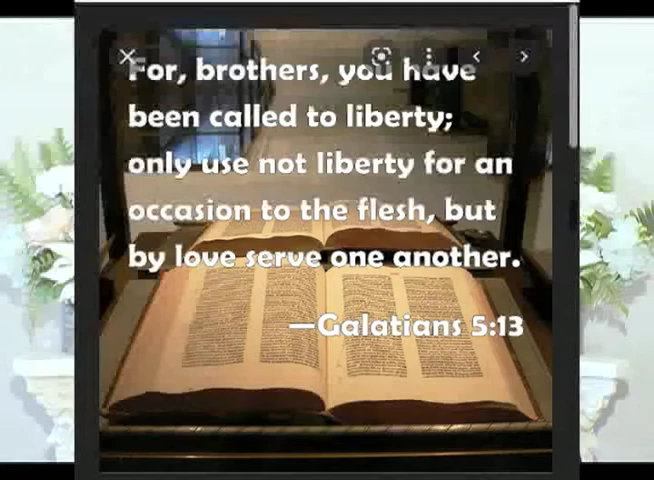 For, brothers, you have
been called to liberty;
only use not liberty for an
occasion to the flesh, but
by love serve one another.
—Galatians 5:13